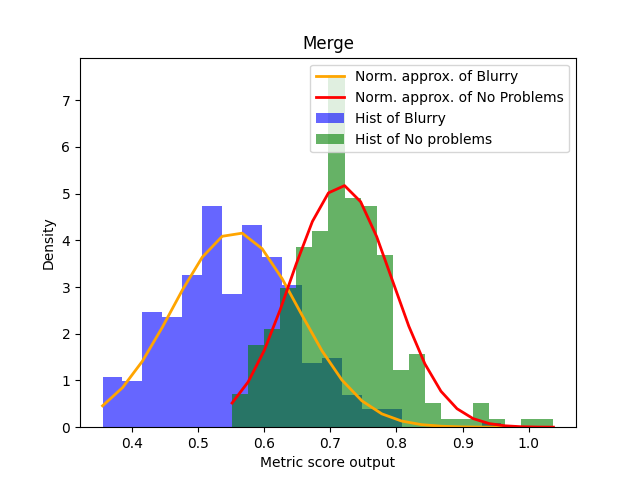 Merge
Norm. approx. of Blurry
Norm. approx. of No Problems
Hist of Blurry
Hist of No problems
7
6
5
4
3
2
1
0
Density
0.4 0.5 0.6 0.7 0.8 0.9 1.0
Metric score output